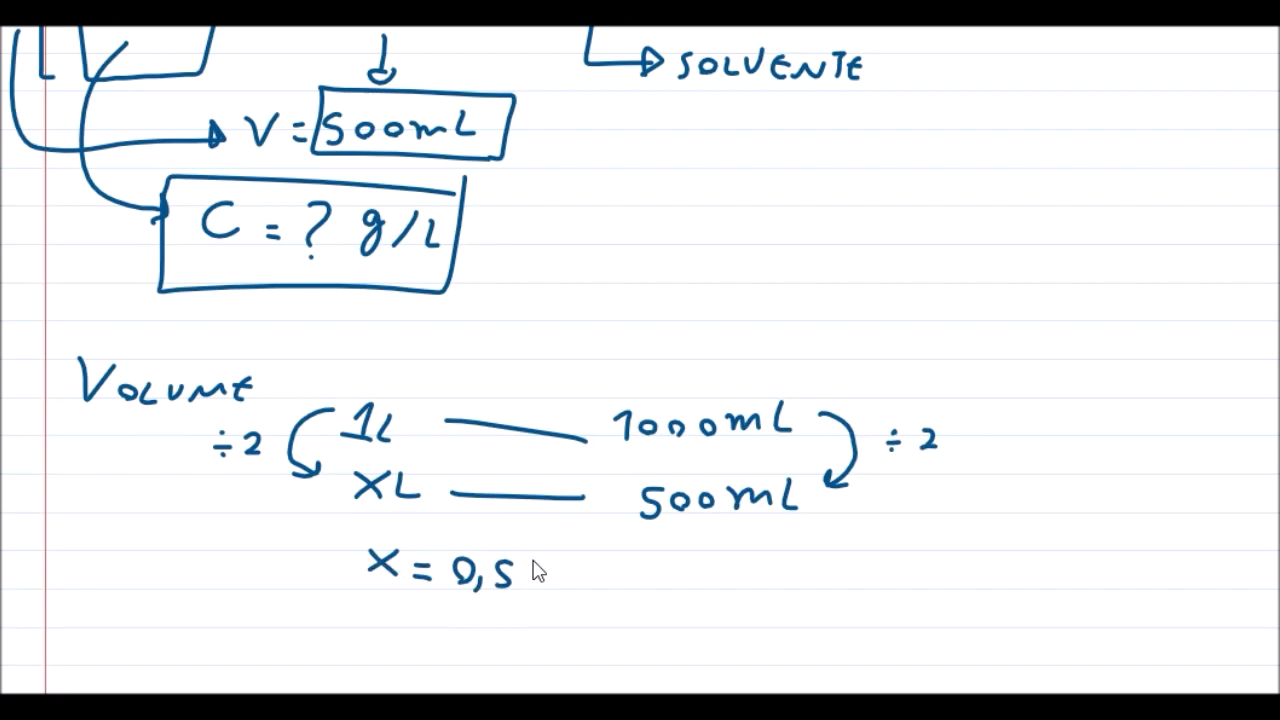 SOLVENTE
V = 500mL
C = ? g/L
VOLUME
÷2 1L 1000mL ÷2
XL 500mL
X = 0,5